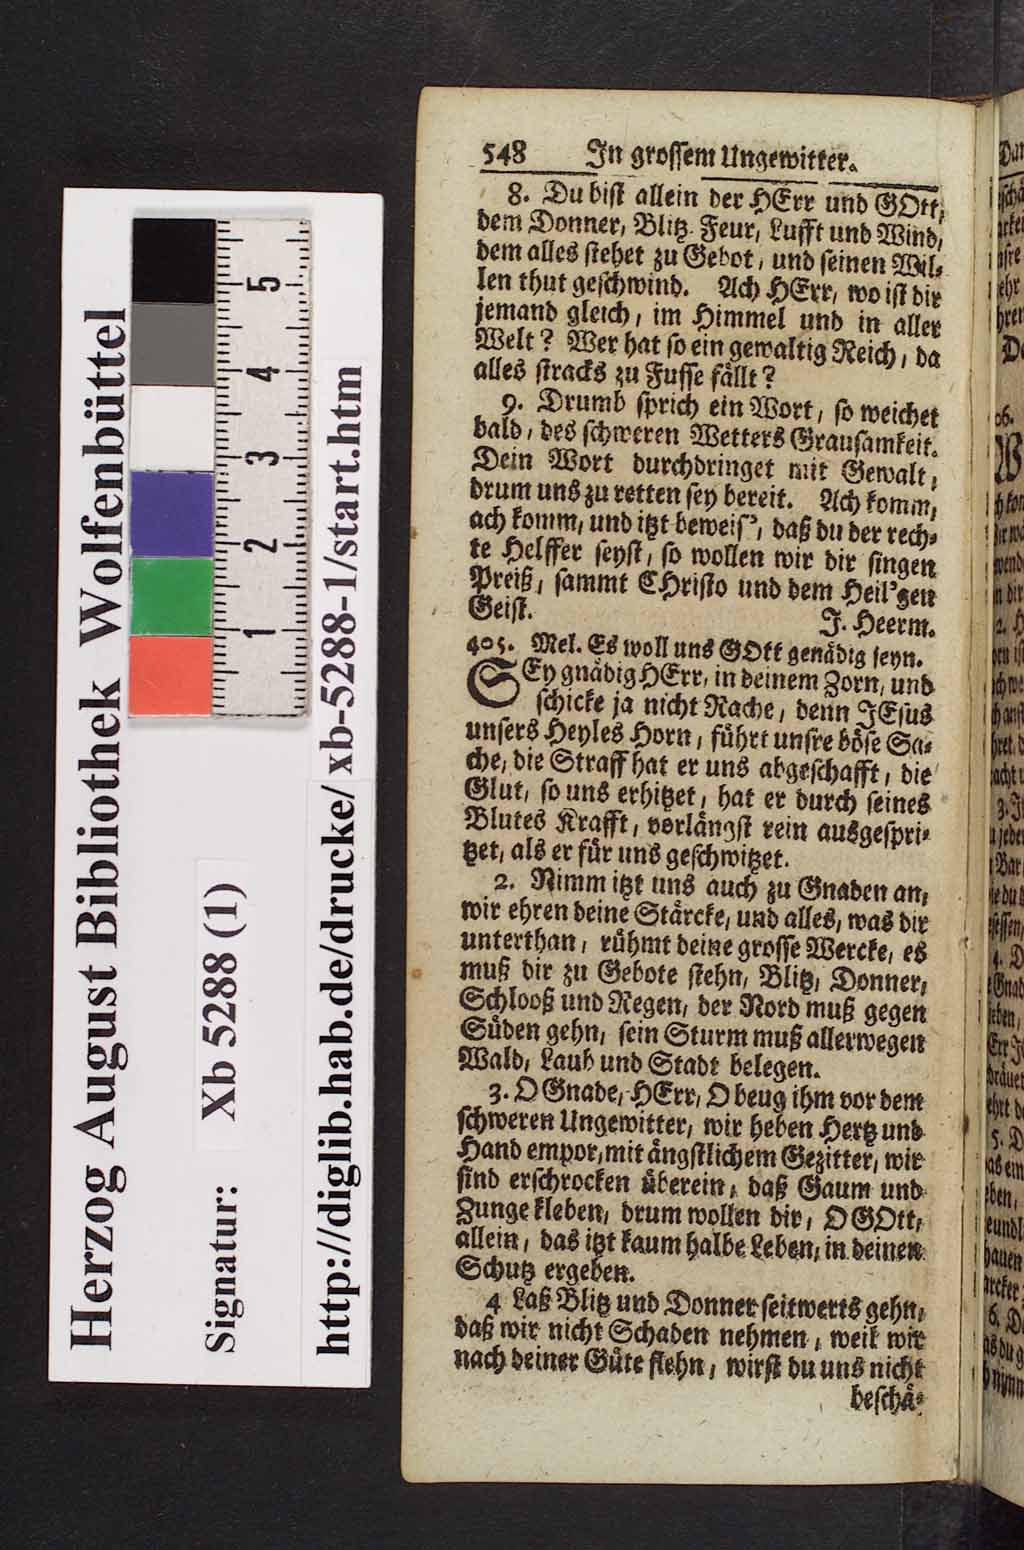 548 In grossem Ungewitter.
8. Du bist allein der HErr und GOtt,
dem Donner, Blitz Feur, Lufft und Wind,
dem alles stehet zu Gebot, und seinen Wil-
len thut geschwind. Ach HErr, wo ist dir
jemand gleich, im Himmel und in aller
Welt? Wer hat so ein gewaltig Reich, da
alles stracks zu Fusse fällt?
9. Drumb sprich ein Wort, so weichet
bald, des schweren Wetters Grausamkeit.
Dein Wort durchdringet mit Gewalt,
drum uns zu retten sey bereit. Ach komm,
ach komm, und itzt beweis', daß du der rech-
te Helffer seyst, so wollen wir dir singen
Preiß, sammt CHristo und dem Heil'gen
Geist. J. Heerm.
405. Mel. Es woll uns GOtt genädig seyn.
SEy gnädig HErr, in deinem Zorn, und
schicke ja nicht Rache, denn JEsus
unsers Heyles Horn, führt unsre böse Sa-
che, die Straff hat er uns abgeschafft, die
Glut, so uns erhitzet, hat er durch seines
Blutes Krafft, vorlängst rein ausgespri-
tzet, als er für uns geschwitzet.
2. Nimm itzt uns auch zu Gnaden an,
wir ehren deine Stärcke, und alles, was dir
unterthan, rühmt deine grosse Wercke, es
muß dir zu Gebote stehn, Blitz, Donner,
Schlooß und Regen, der Nord muß gegen
Süden gehn, sein Sturm muß allerwegen
Wald, Laub und Stadt belegen.
3. O Gnade, HErr, O beug ihm vor dem
schweren Ungewitter, wir heben Hertz und
Hand empor, mit ängstlichem Gezitter, wir
sind erschrocken überein, daß Gaum und
Zunge kleben, drum wollen dir, O GOtt,
allein, das itzt kaum halbe Leben, in deinen
Schutz ergeben.
4 Laß Blitz und Donner seitwerts gehn,
daß wir nicht Schaden nehmen, weil wir
nach deiner Güte flehn, wirst du uns nicht
beschä-
Herzog August Bibliothek Wolfenbüttel
Signatur: Xb 5288 (1)
http://diglib.hab.de/drucke/xb-5288-1/start.htm
5
4
3
2
1